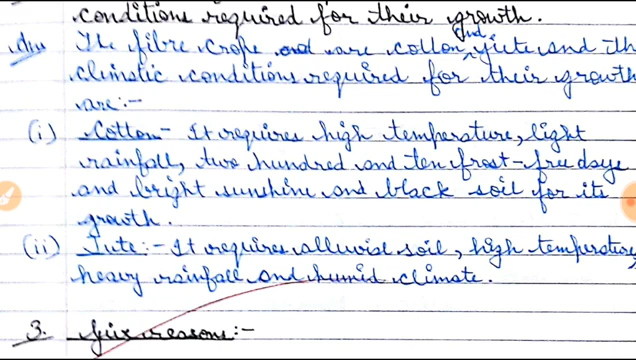 conditions required for their growth.
Ans The fibre crops are cotton and jute and th
climatic conditions required for their growth
are:-
(i) Cotton - It requires high temperature, light
rainfall, two hundred and ten frost-free days
and bright sunshine and black soil for its
growth.
(ii) Jute:- It requires alluvial soil, high temperature,
heavy rainfall and humid climate.
3. Give reasons:-